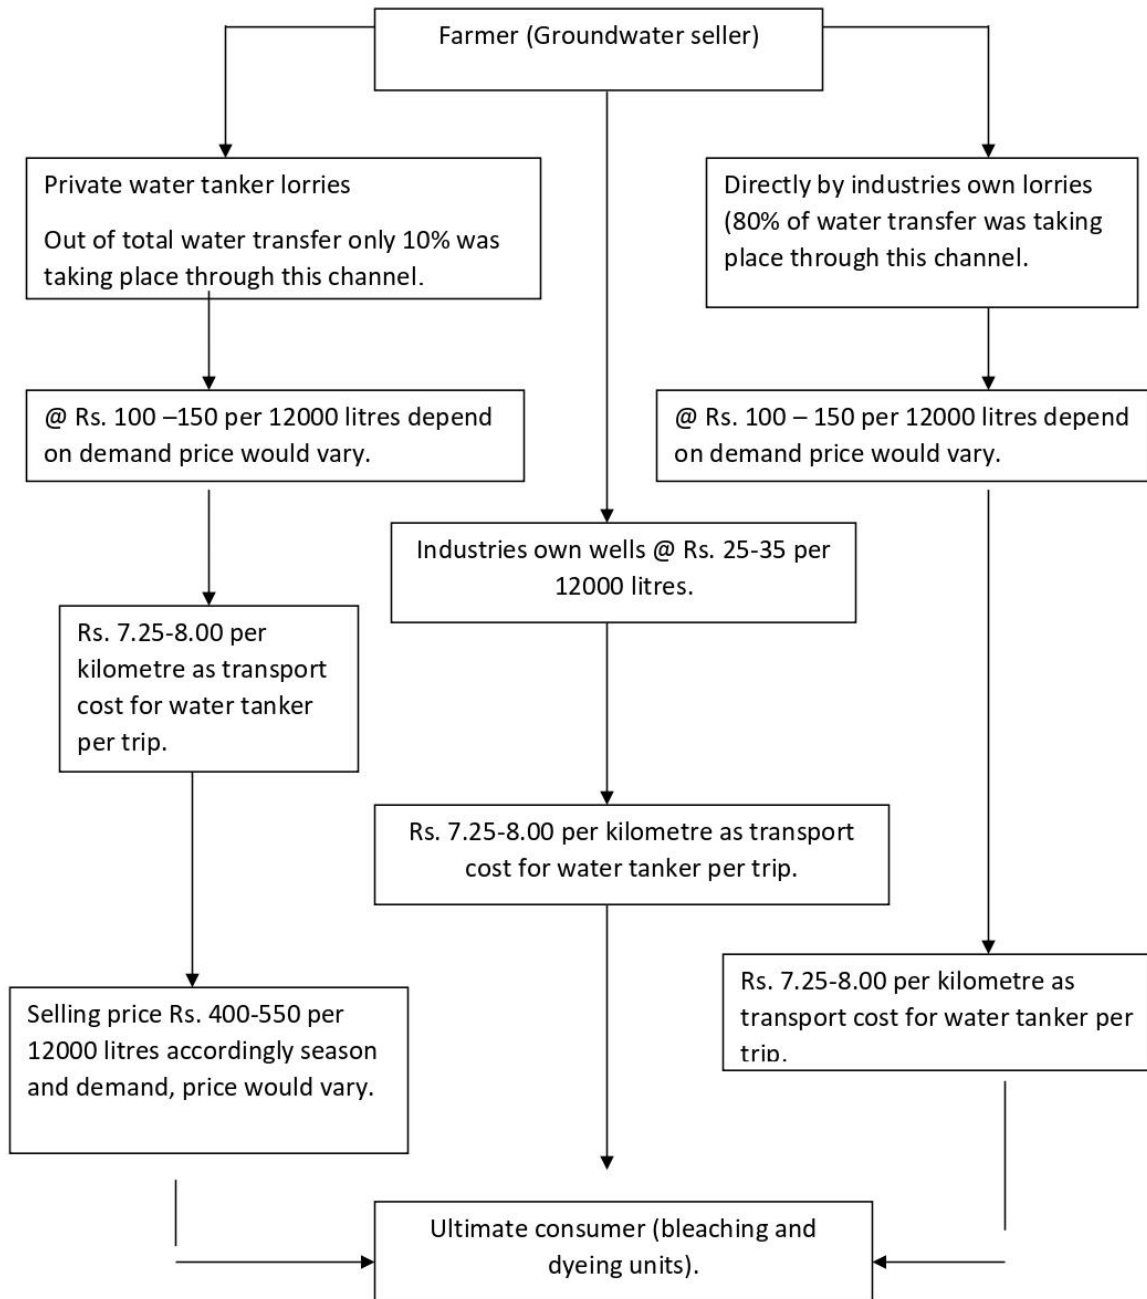 Farmer (Groundwater seller)
Private water tanker lorries
Out of total water transfer only 10% was
taking place through this channel.
Directly by industries own lorries
(80% of water transfer was taking
place through this channel.
@ Rs. 100 –150 per 12000 litres depend
on demand price would vary.
@ Rs. 100 – 150 per 12000 litres depend
on demand price would vary.
Industries own wells @ Rs. 25-35 per
12000 litres.
Rs. 7.25-8.00 per
kilometre as transport
cost for water tanker
per trip.
Rs. 7.25-8.00 per kilometre as transport
cost for water tanker per trip.
Rs. 7.25-8.00 per kilometre as
transport cost for water tanker per
trip.
Selling price Rs. 400-550 per
12000 litres accordingly season
and demand, price would vary.
Ultimate consumer (bleaching and
dyeing units).